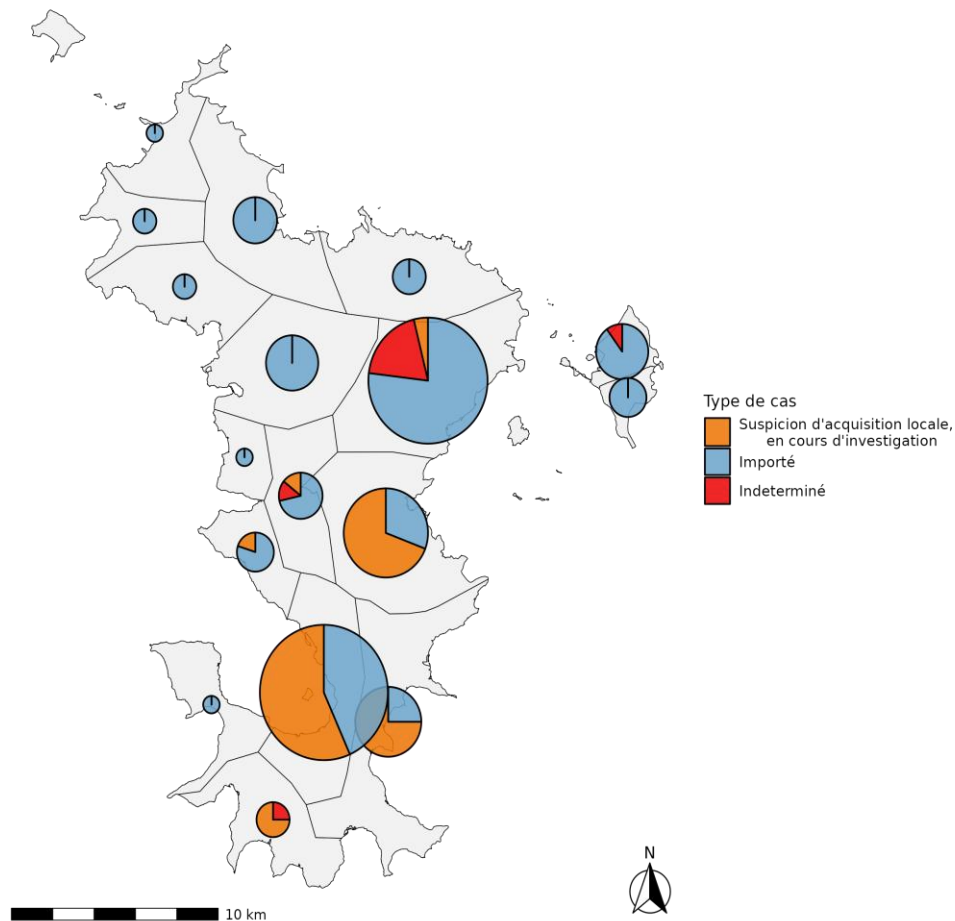 Type de cas
Suspicion d'acquisition locale,
en cours d'investigation
Importé
Indeterminé
N
10 km